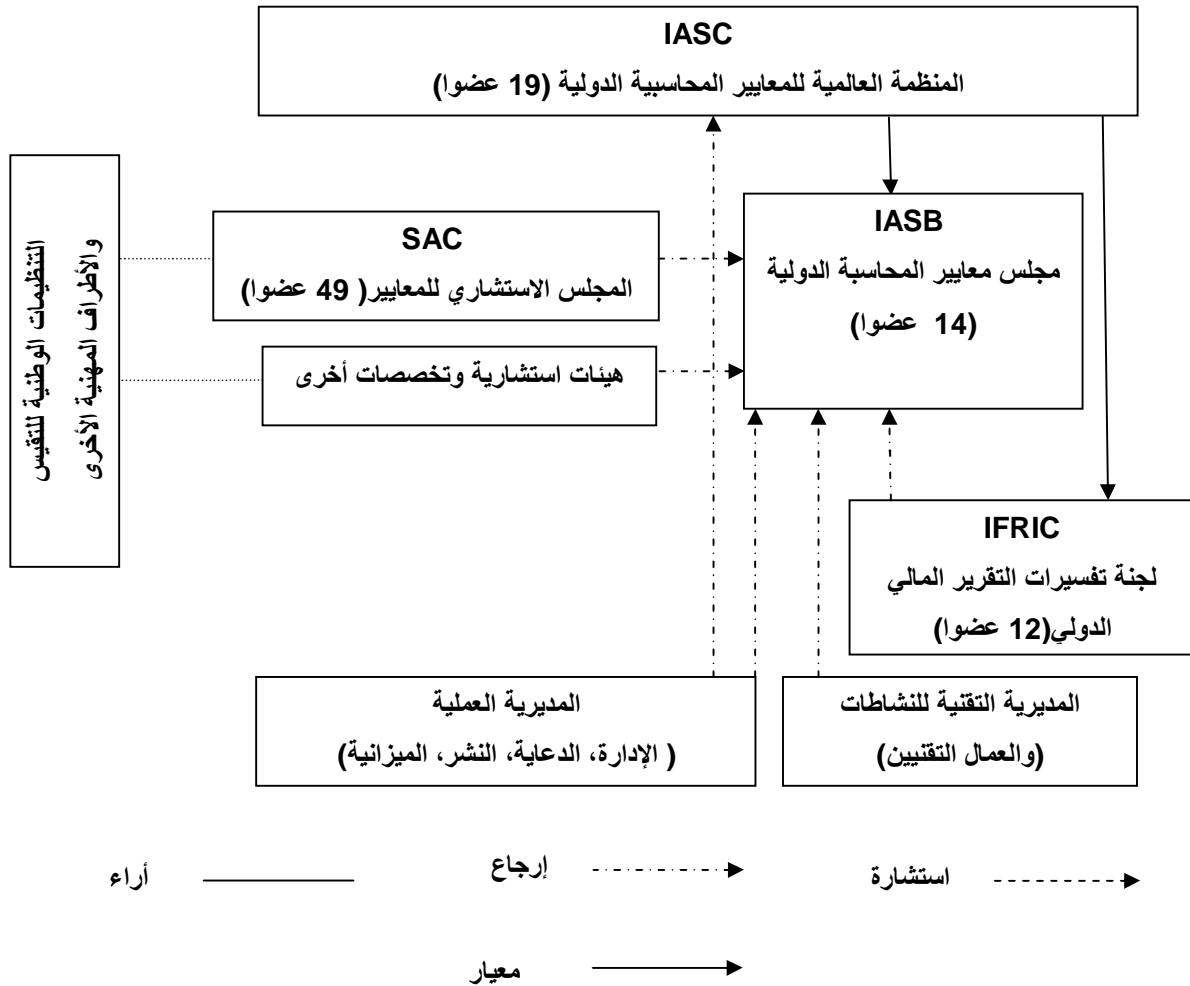 IASC
المنظمة العالمية للمعايير المحاسبية الدولية (19 عضوا)
التنظيمات الوطنية للتقيس
والأطراف المهنية الأخرى
SAC
المجلس الاستشاري للمعايير( 49 عضوا)
IASB
مجلس معايير المحاسبة الدولية
(14 عضوا)
هيئات استشارية وتخصصات أخرى
IFRIC
لجنة تفسيرات التقرير المالي
الدولي(12 عضوا)
المديرية العملية
( الإدارة، الدعاية، النشر، الميزانية)
المديرية التقنية للنشاطات
(والعمال التقنيين)
استشارة
إرجاع
أراء
معيار